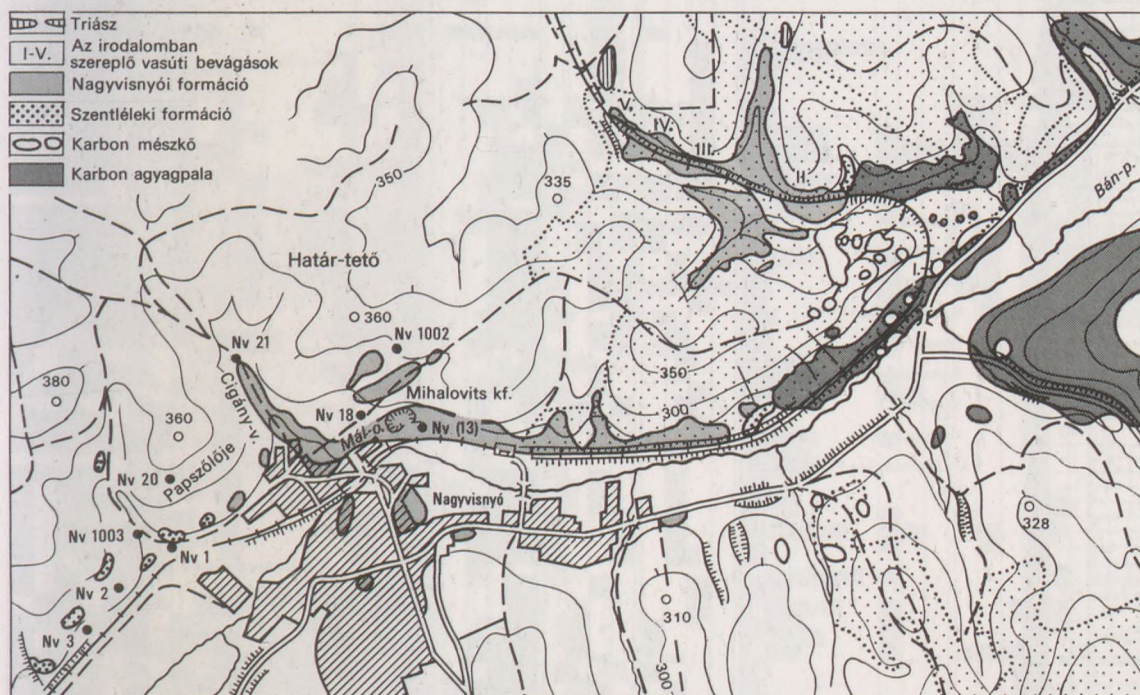 Triász
I-V.
Az irodalomban
szereplő vasúti bevágások
Nagyvisnyói formáció
Szentléleki formáció
Karbon mészkő
Karbon agyagpala
V.
IV.
III.
II.
I.
335
350
Bán-p.
Határ-tető
360
Nv 1002
Nv 21
Mihalovits kf.
350
300
380
360
Cigány-v.
Nv 18
Mál-o.
Nv (13)
Nv 20
Papszőlője
Nagyvisnyó
Nv 1003
Nv 1
Nv 2
Nv 3
328
310
300